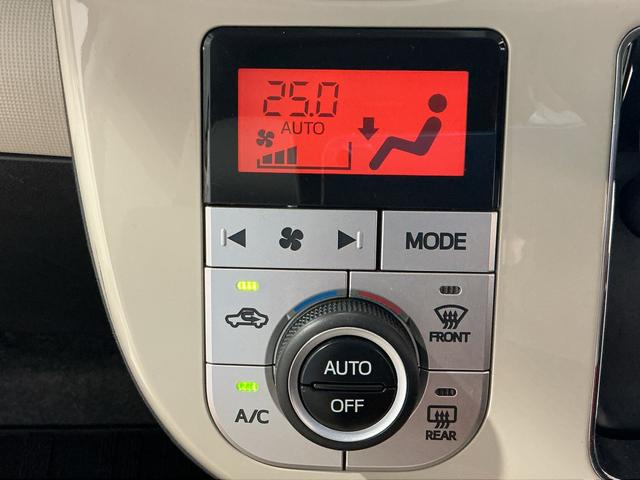 25.0
AUTO
MODE
FRONT
AUTO
OFF
A/C
REAR